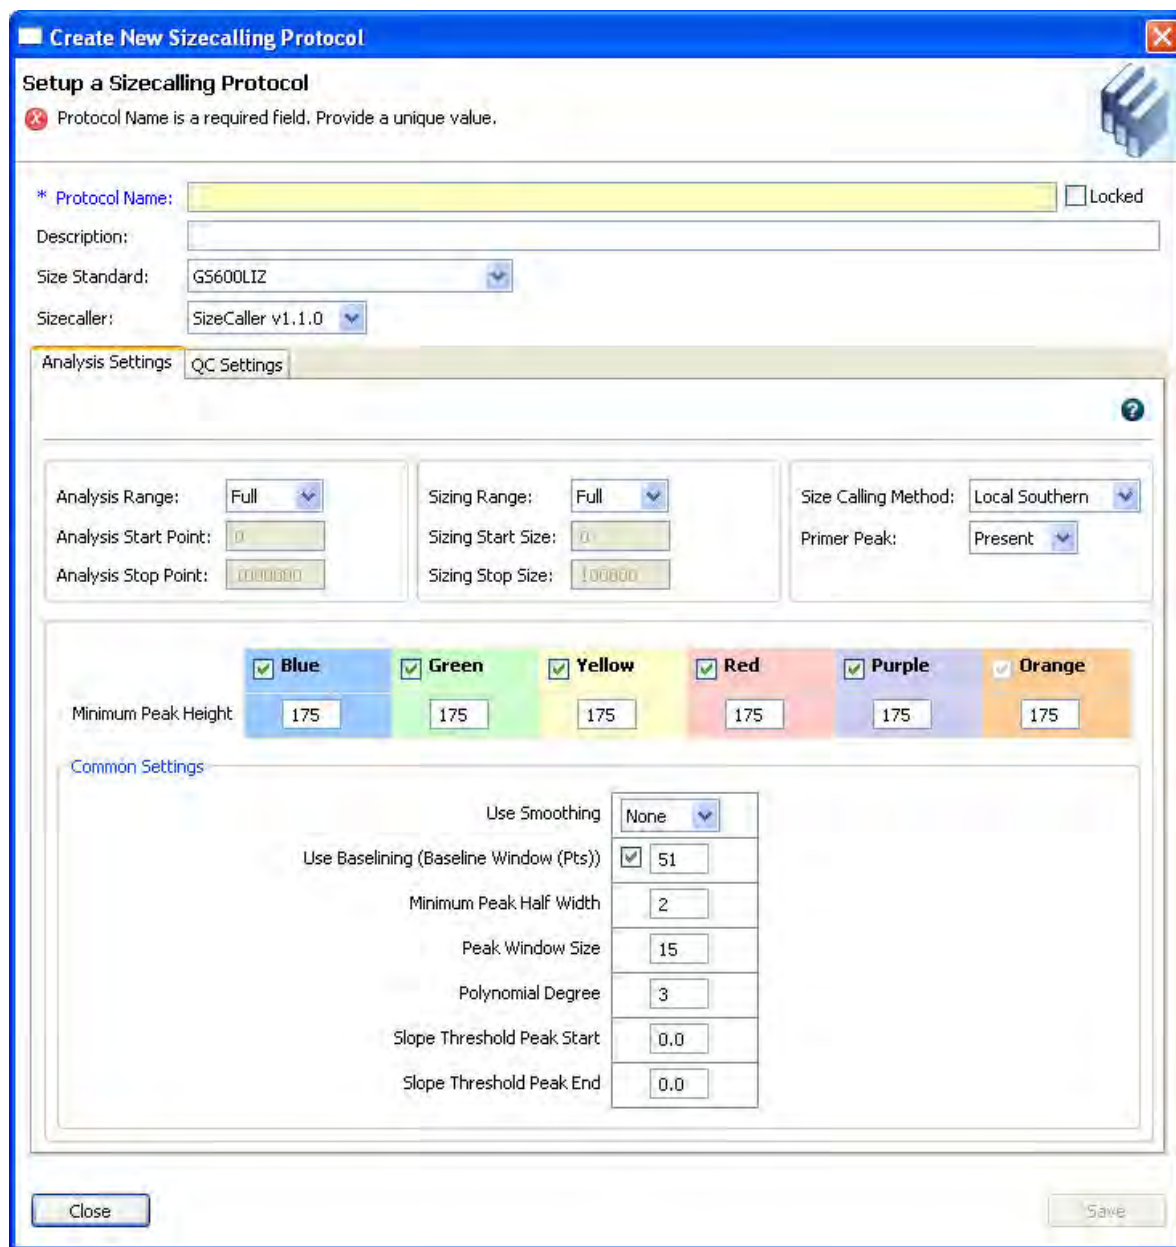 Create New Sizecalling Protocol
Setup a Sizecalling Protocol
Protocol Name is a required field. Provide a unique value.
* Protocol Name: Locked
Description:
Size Standard: GS600LIZ
Sizecaller: SizeCaller v1.1.0
Analysis Settings QC Settings
?
Analysis Range: Full Sizing Range: Full Size Calling Method: Local Southern
Analysis Start Point: 0 Sizing Start Size: 0 Primer Peak: Present
Analysis Stop Point: 1000000 Sizing Stop Size: 100000
Blue Green Yellow Red Purple Orange
Minimum Peak Height 175 175 175 175 175 175
Common Settings
Use Smoothing None
Use Baselining (Baseline Window (Pts)) 51
Minimum Peak Half Width 2
Peak Window Size 15
Polynomial Degree 3
Slope Threshold Peak Start 0.0
Slope Threshold Peak End 0.0
Close Save